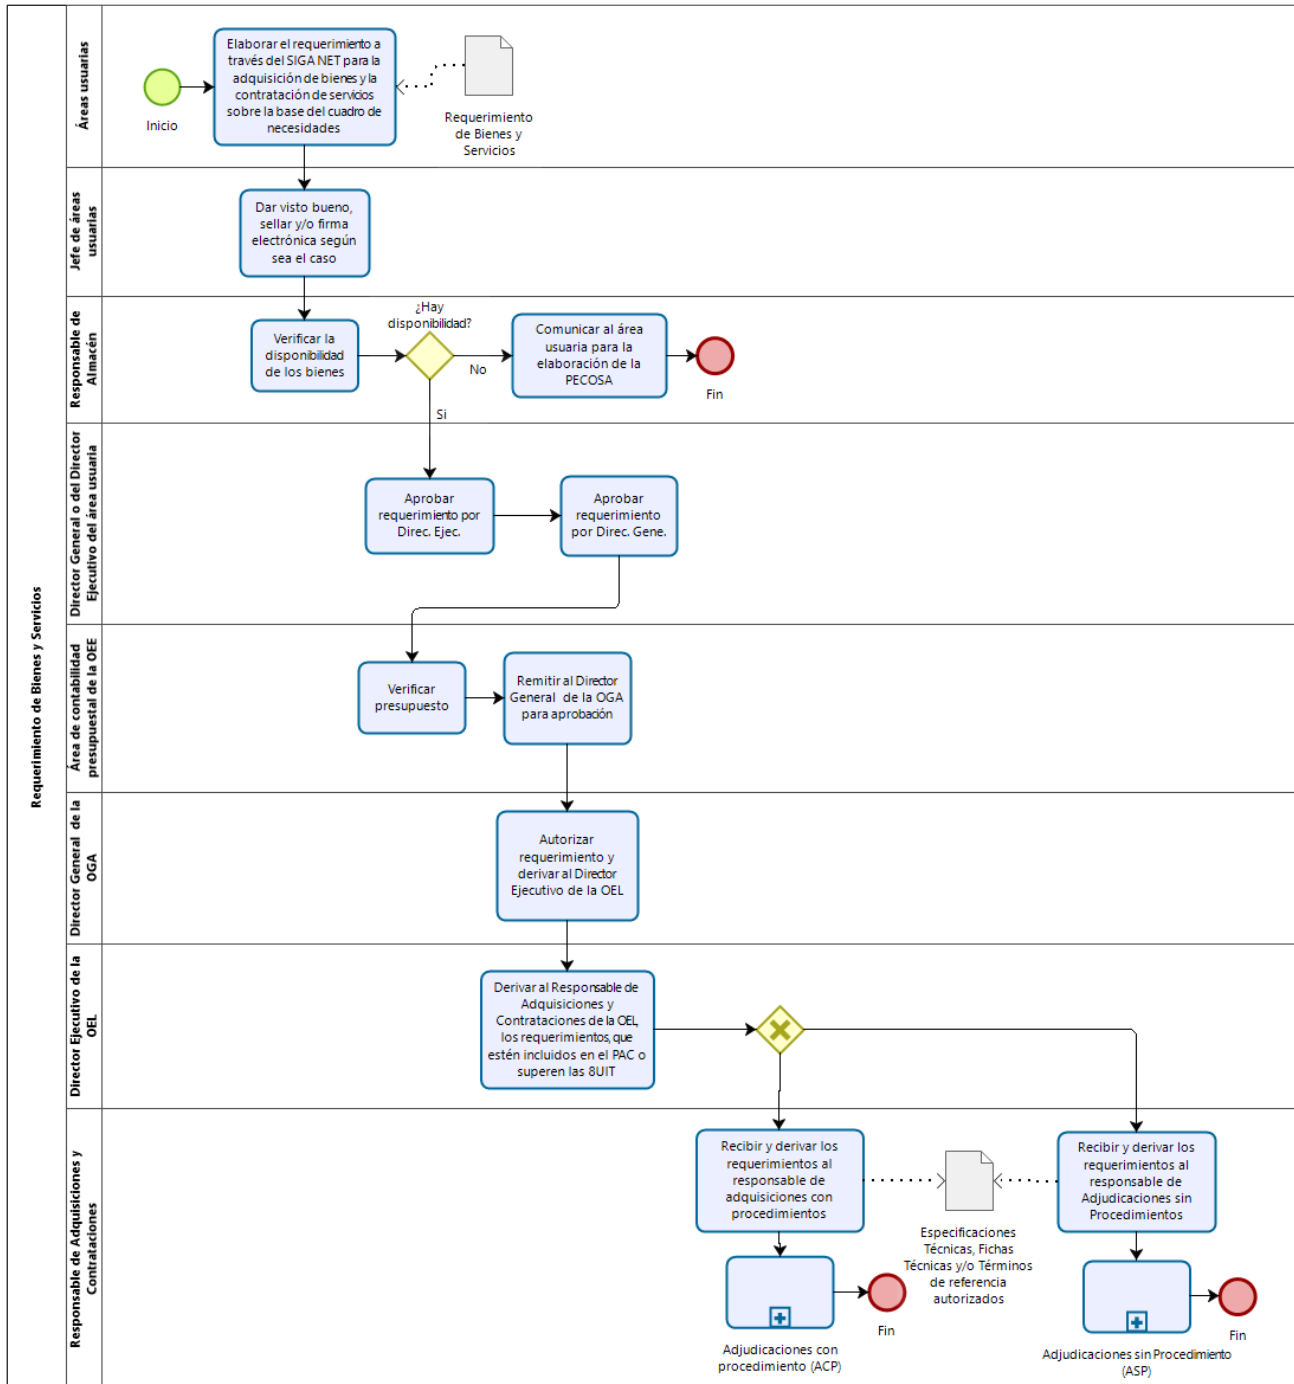 Requerimiento de Bienes y Servicios
Áreas usuarias
Inicio
Elaborar el requerimiento a
través del SIGA NET para la
adquisición de bienes y la
contratación de servicios
sobre la base del cuadro de
necesidades
Requerimiento
de Bienes y
Servicios
Jefe de áreas
usuarias
Dar visto bueno,
sellar y/o firma
electrónica según
sea el caso
Responsable de
Almacén
Verificar la
disponibilidad
de los bienes
¿Hay
disponibilidad?
No
Si
Comunicar al área
usuaria para la
elaboración de la
PECOSA
Fin
Director General o del Director
Ejecutivo del área usuaria
Aprobar
requerimiento por
Direc. Ejec.
Aprobar
requerimiento
por Direc. Gene.
Área de contabilidad
presupuestal de la OEE
Verificar
presupuesto
Remitir al Director
General de la OGA
para aprobación
Director General de la
OGA
Autorizar
requerimiento y
derivar al Director
Ejecutivo de la OEL
Director Ejecutivo de la
OEL
Derivar al Responsable de
Adquisiciones y
Contrataciones de la OEL,
los requerimientos, que
estén incluidos en el PAC o
superen las 8UIT
Responsable de Adquisiciones y
Contrataciones
Recibir y derivar los
requerimientos al
responsable de
adquisiciones con
procedimientos
Especificaciones
Técnicas, Fichas
Técnicas y/o Términos
de referencia
autorizados
Recibir y derivar los
requerimientos al
responsable de
Adjudicaciones sin
Procedimientos
Adjudicaciones con
procedimiento (ACP)
Fin
Adjudicaciones sin Procedimiento
(ASP)
Fin